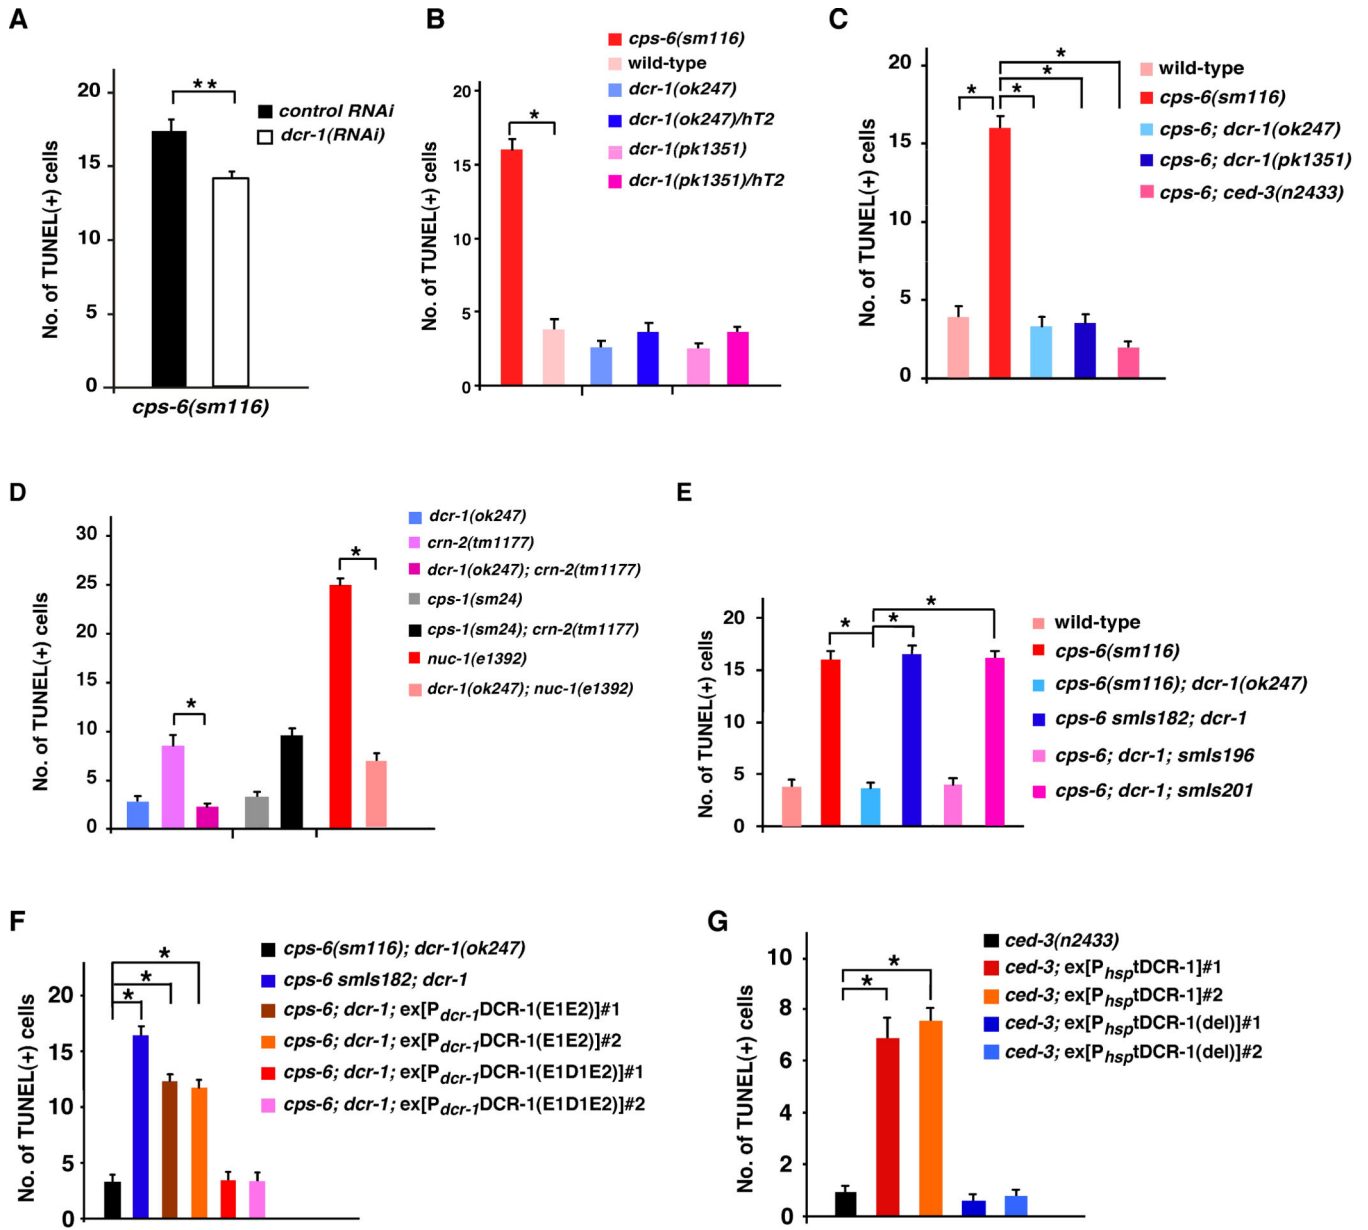 A
No. of TUNEL(+) cells
20
15
10
5
0
**
control RNAi
dcr-1(RNAi)
cps-6(sm116)
B
No. of TUNEL(+) cells
20
15
10
5
0
*
cps-6(sm116)
wild-type
dcr-1(ok247)
dcr-1(ok247)/hT2
dcr-1(pk1351)
dcr-1(pk1351)/hT2
C
No. of TUNEL(+) cells
20
15
10
5
0
*
*
*
*
wild-type
cps-6(sm116)
cps-6; dcr-1(ok247)
cps-6; dcr-1(pk1351)
cps-6; ced-3(n2433)
D
No. of TUNEL(+) cells
30
25
20
15
10
5
0
*
*
dcr-1(ok247)
crn-2(tm1177)
dcr-1(ok247); crn-2(tm1177)
cps-1(sm24)
cps-1(sm24); crn-2(tm1177)
nuc-1(e1392)
dcr-1(ok247); nuc-1(e1392)
E
No. of TUNEL(+) cells
20
15
10
5
0
*
*
*
wild-type
cps-6(sm116)
cps-6(sm116); dcr-1(ok247)
cps-6 smIs182; dcr-1
cps-6; dcr-1; smIs196
cps-6; dcr-1; smIs201
F
No. of TUNEL(+) cells
20
15
10
5
0
*
*
*
cps-6(sm116); dcr-1(ok247)
cps-6 smIs182; dcr-1
cps-6; dcr-1; ex[Pdcr-1DCR-1(E1E2)]#1
cps-6; dcr-1; ex[Pdcr-1DCR-1(E1E2)]#2
cps-6; dcr-1; ex[Pdcr-1DCR-1(E1D1E2)]#1
cps-6; dcr-1; ex[Pdcr-1DCR-1(E1D1E2)]#2
G
No. of TUNEL(+) cells
10
8
6
4
2
0
*
*
ced-3(n2433)
ced-3; ex[PhsptDCR-1]#1
ced-3; ex[PhsptDCR-1]#2
ced-3; ex[PhsptDCR-1(del)]#1
ced-3; ex[PhsptDCR-1(del)]#2